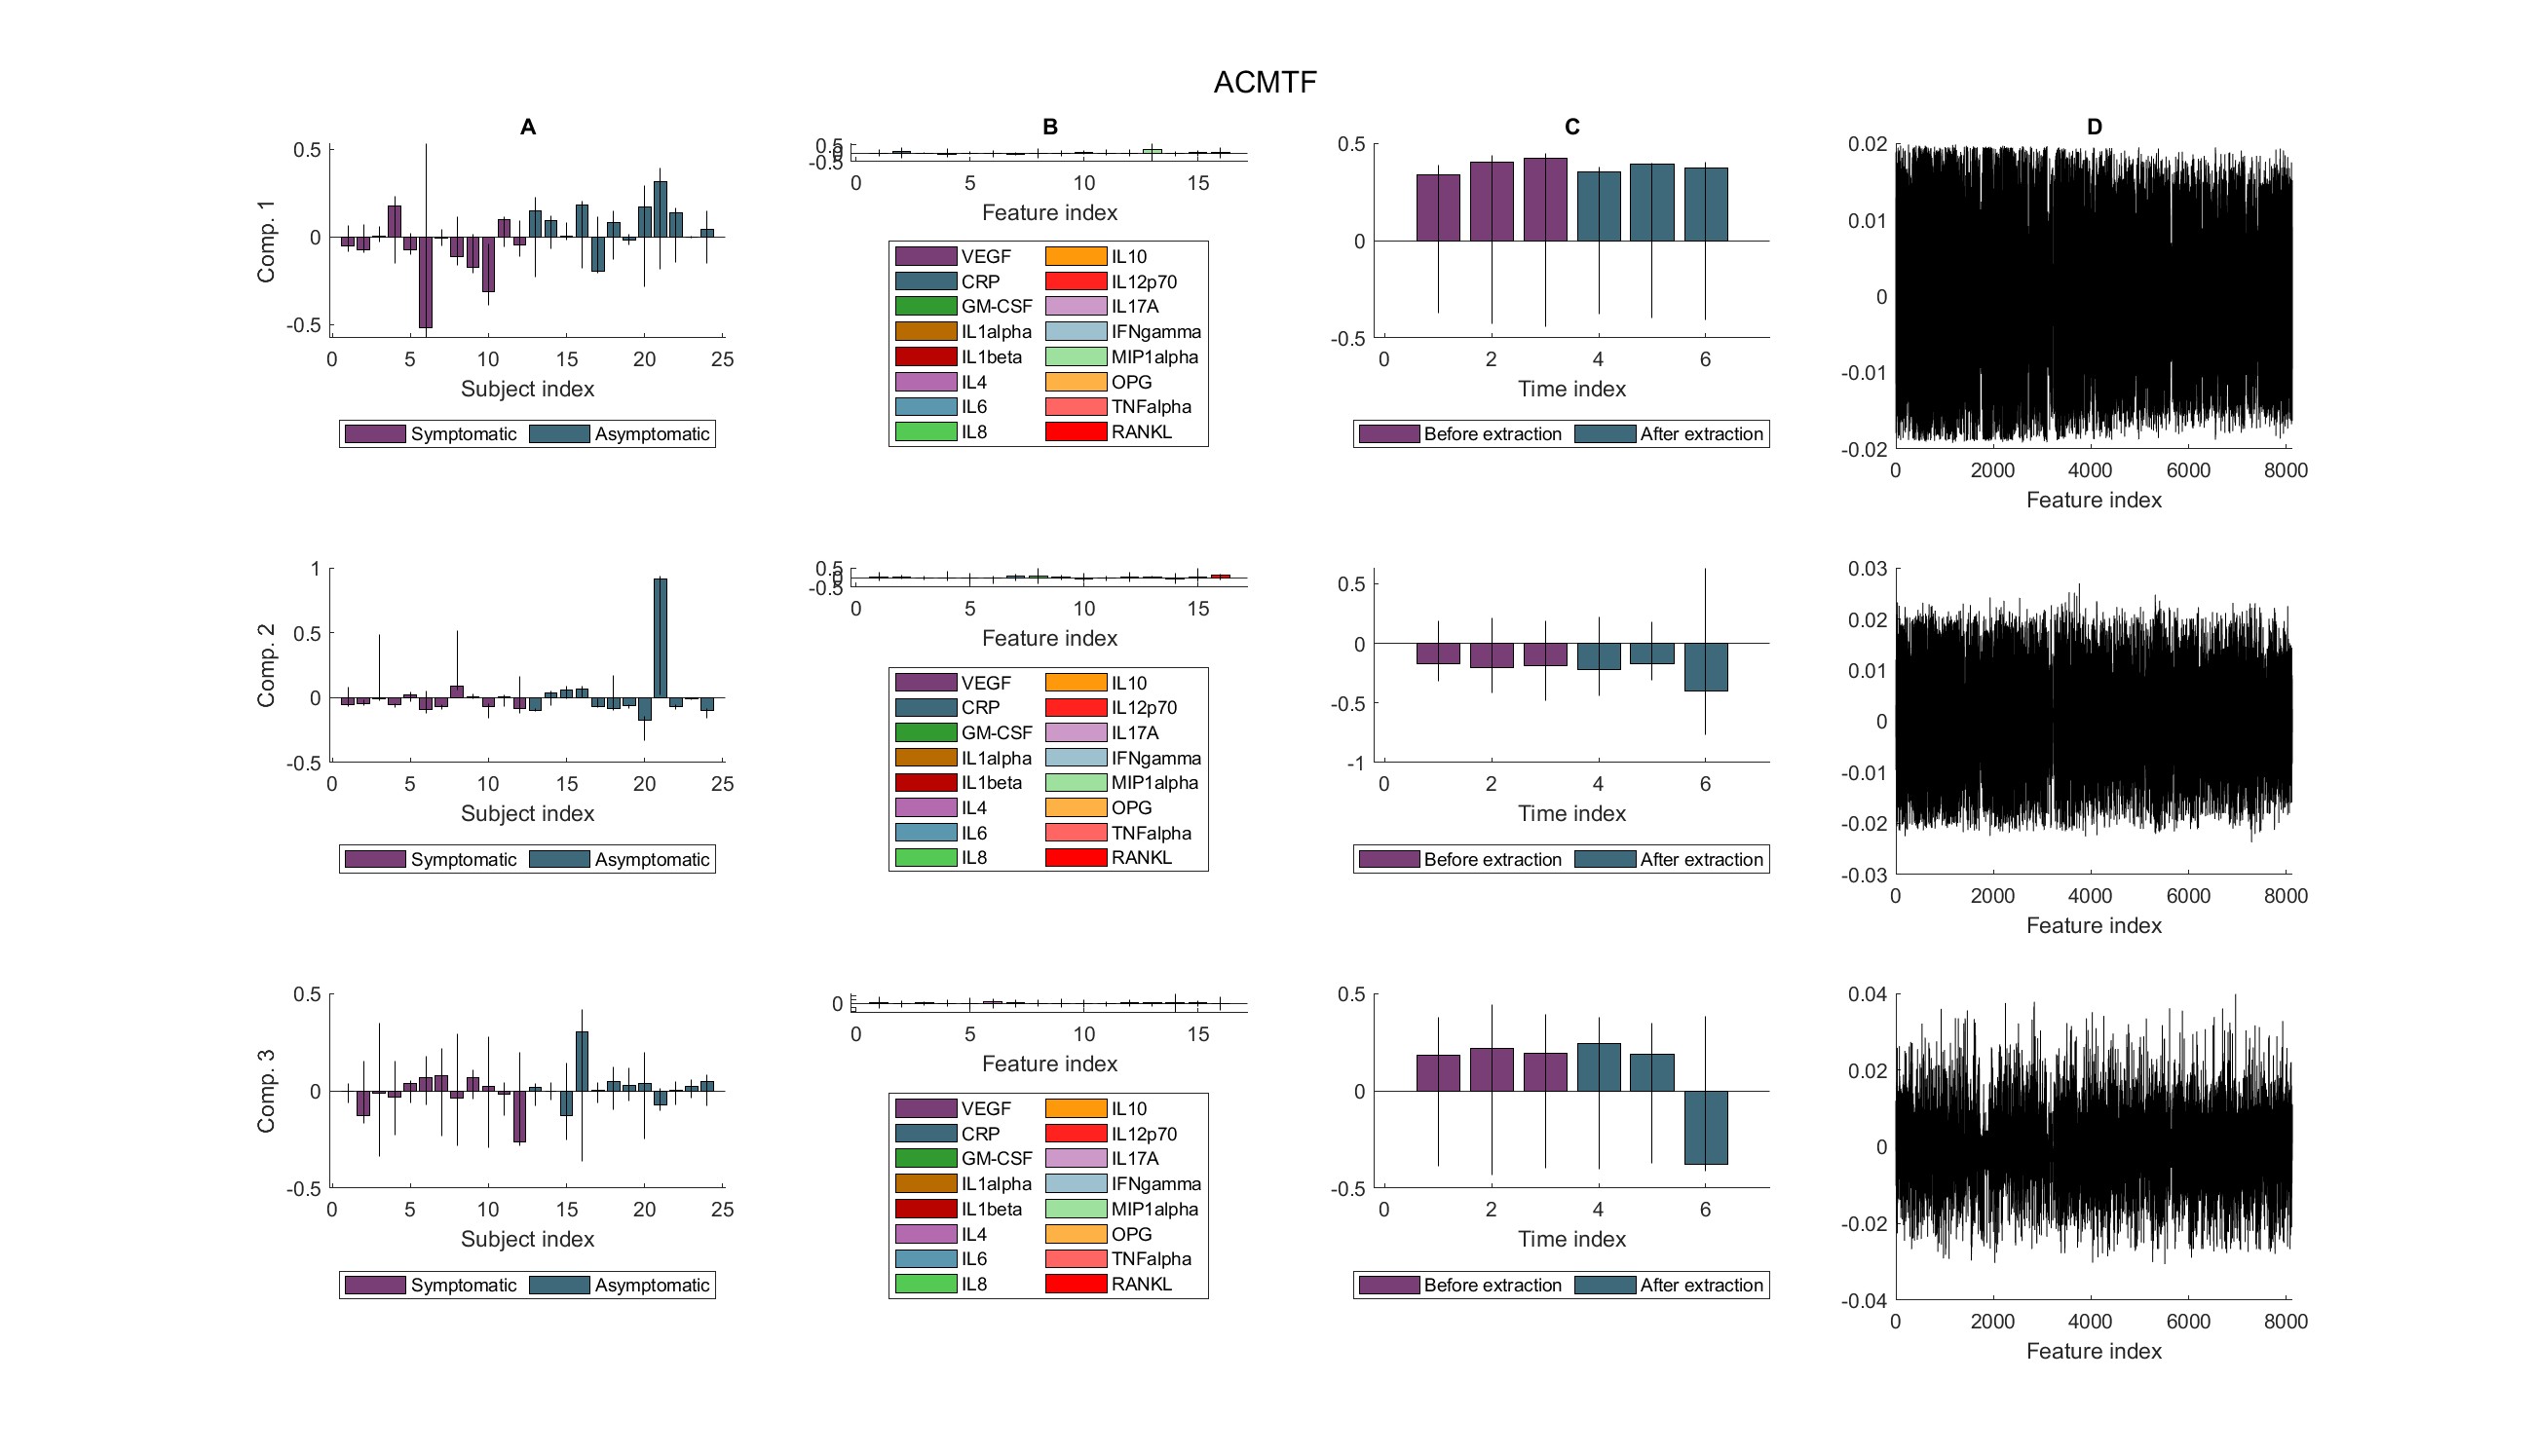 ACMTF
A
B
C
D
0.5
0
-0.5
Comp. 1
0 5 10 15 20 25
Subject index
Symptomatic Asymptomatic
0.5
0
-0.5
0 5 10 15
Feature index
VEGF IL10
CRP IL12p70
GM-CSF IL17A
IL1alpha IFNgamma
IL1beta MIP1alpha
IL4 OPG
IL6 TNFalpha
IL8 RANKL
0.5
0
-0.5
0 2 4 6
Time index
Before extraction After extraction
0.02
0.01
0
-0.01
-0.02
0 2000 4000 6000 8000
Feature index
1
0.5
0
-0.5
Comp. 2
0 5 10 15 20 25
Subject index
Symptomatic Asymptomatic
0.5
0
-0.5
0 5 10 15
Feature index
VEGF IL10
CRP IL12p70
GM-CSF IL17A
IL1alpha IFNgamma
IL1beta MIP1alpha
IL4 OPG
IL6 TNFalpha
IL8 RANKL
0.5
0
-0.5
-1
0 2 4 6
Time index
Before extraction After extraction
0.03
0.02
0.01
0
-0.01
-0.02
-0.03
0 2000 4000 6000 8000
Feature index
0.5
0
-0.5
Comp. 3
0 5 10 15 20 25
Subject index
Symptomatic Asymptomatic
0
0 5 10 15
Feature index
VEGF IL10
CRP IL12p70
GM-CSF IL17A
IL1alpha IFNgamma
IL1beta MIP1alpha
IL4 OPG
IL6 TNFalpha
IL8 RANKL
0.5
0
-0.5
0 2 4 6
Time index
Before extraction After extraction
0.04
0.02
0
-0.02
-0.04
0 2000 4000 6000 8000
Feature index